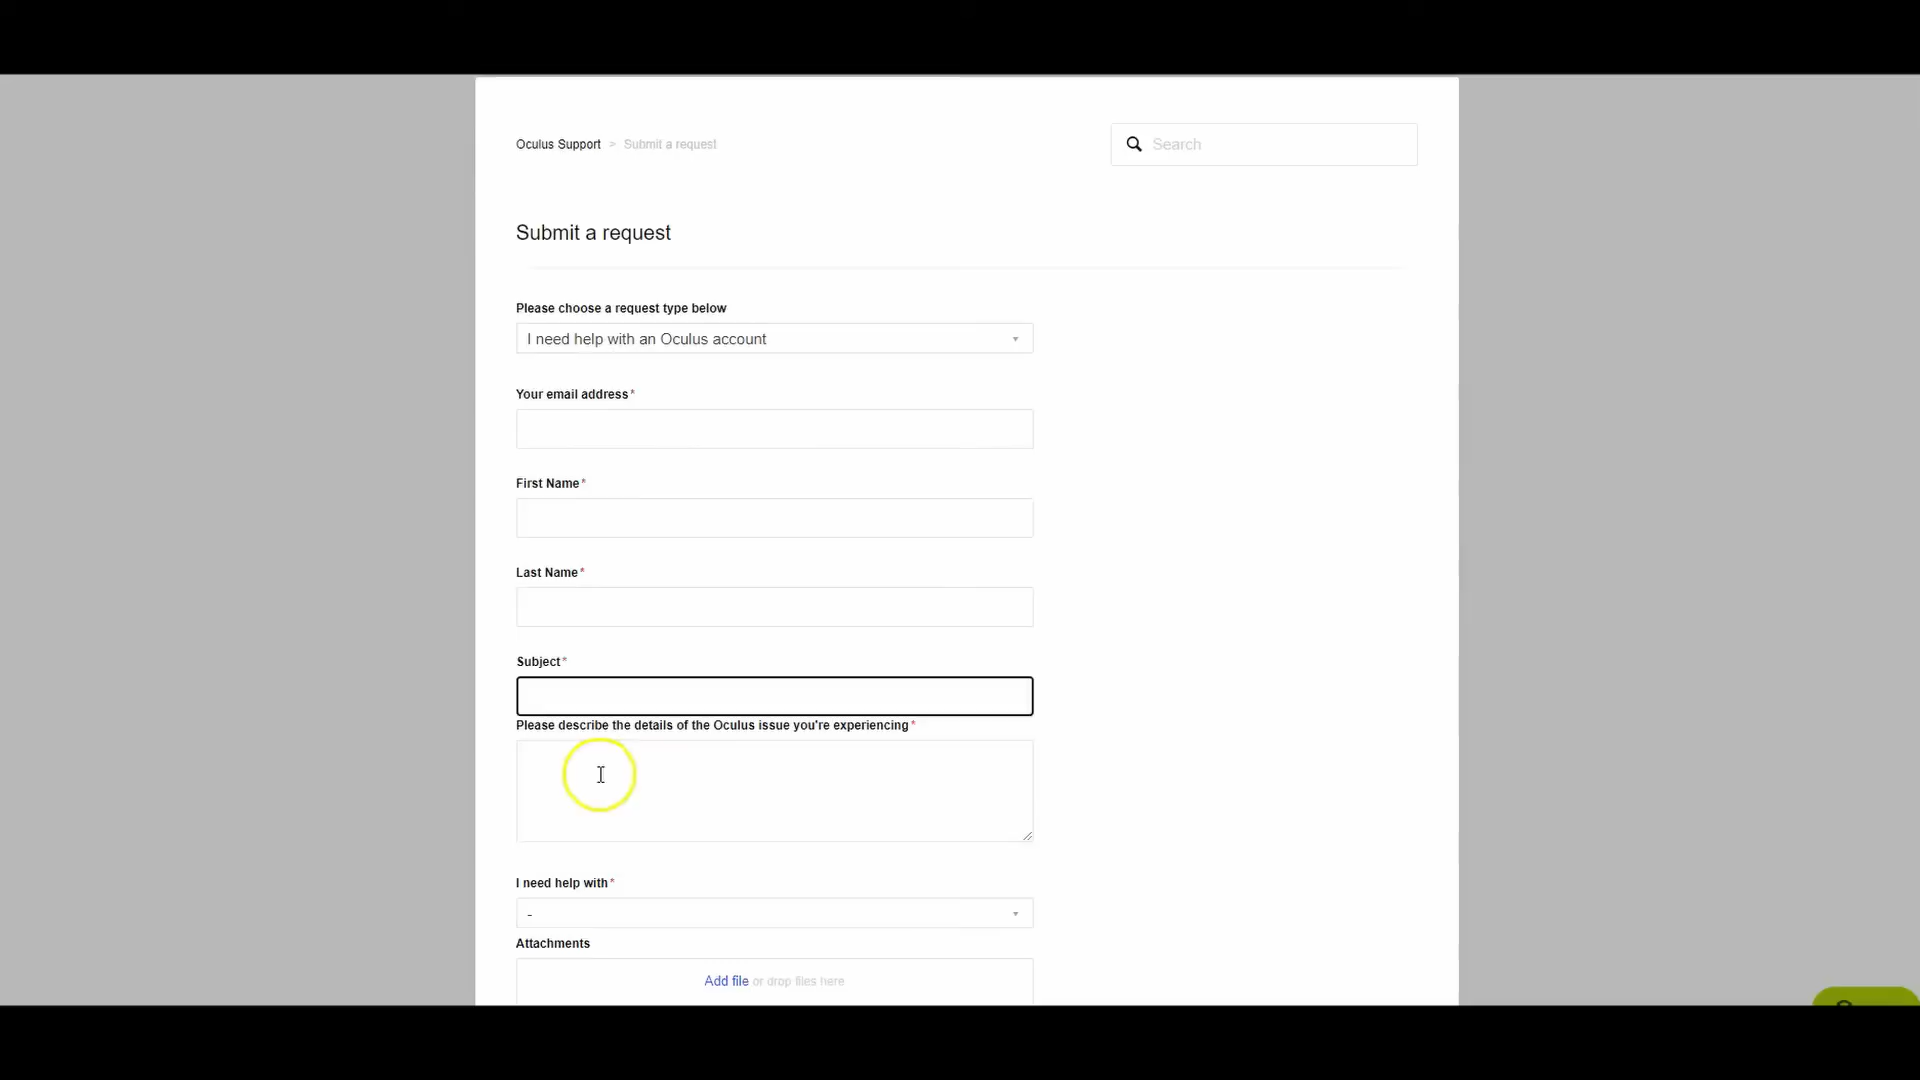 Oculus Support > Submit a request
Search
Submit a request
Please choose a request type below
I need help with an Oculus account
Your email address*
First Name*
Last Name*
Subject*
Please describe the details of the Oculus issue you're experiencing*
I need help with*
-
Attachments
Add file or drop files here